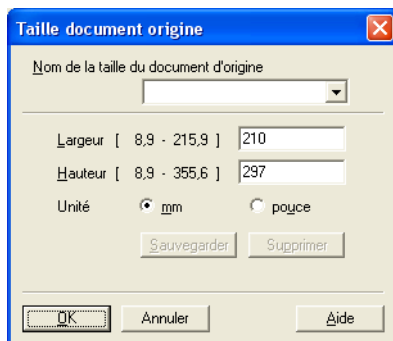 Taille document origine
Nom de la taille du document d'origine
Largeur [ 8,9 - 215,9 ] 210
Hauteur [ 8,9 - 355,6 ] 297
Unité mm pouce
Sauvegarder Supprimer
OK Annuler Aide